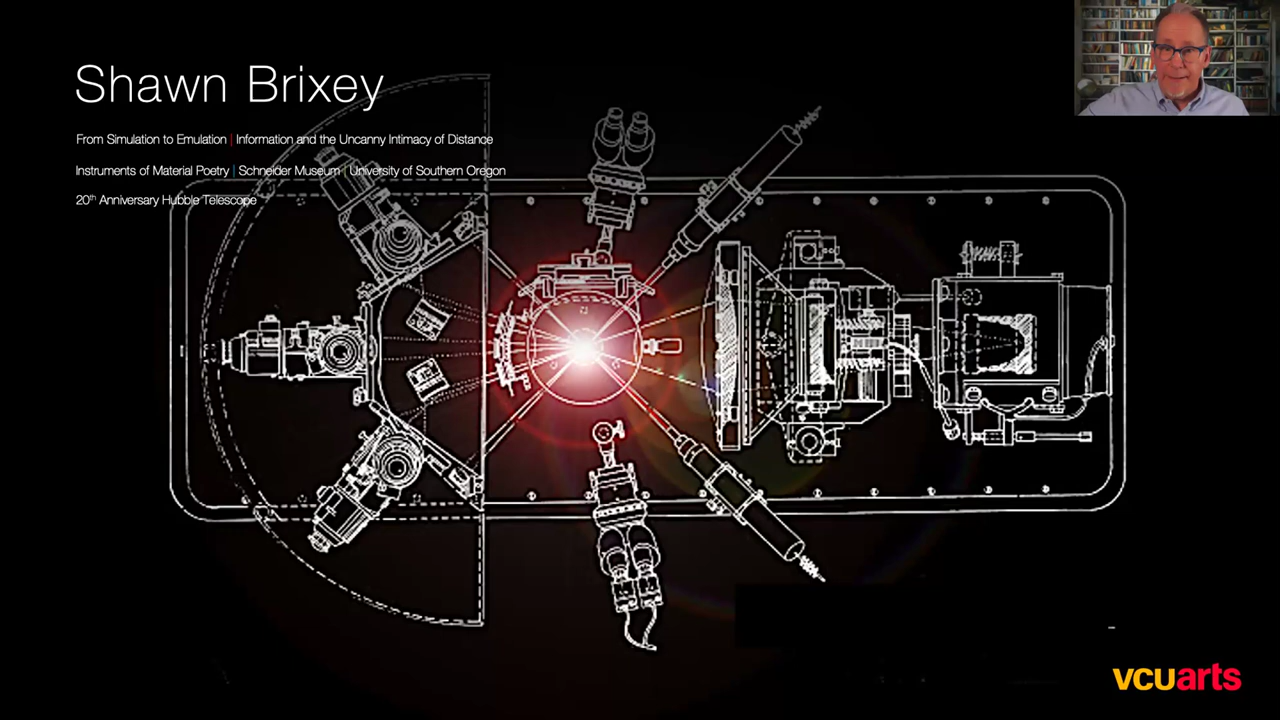 Shawn Brixey
From Simulation to Emulation | Information and the Uncanny Intimacy of Distance
Instruments of Material Poetry | Schneider Museum | University of Southern Oregon
20th Anniversary Hubble Telescope
vcuarts